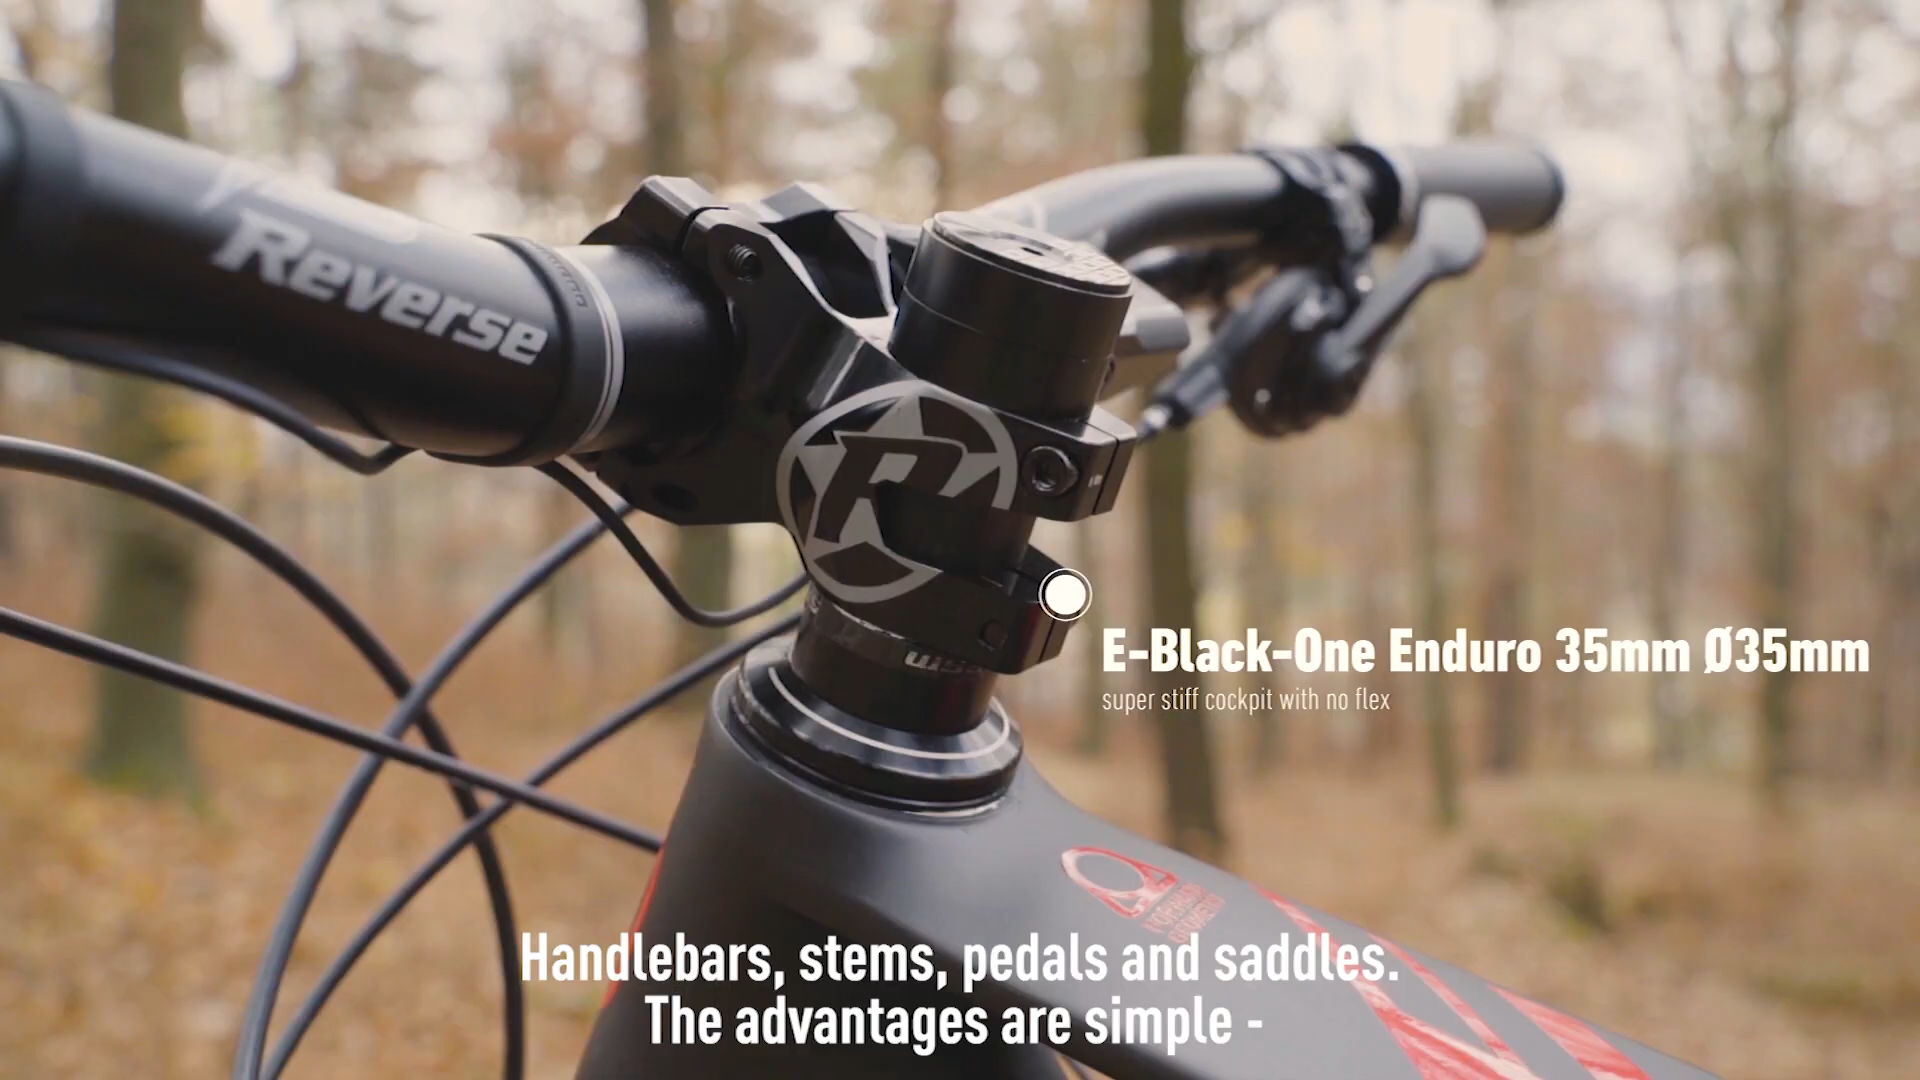 Reverse
R
E-Black-One Enduro 35mm Ø35mm
super stiff cockpit with no flex
Handlebars, stems, pedals and saddles.
The advantages are simple -